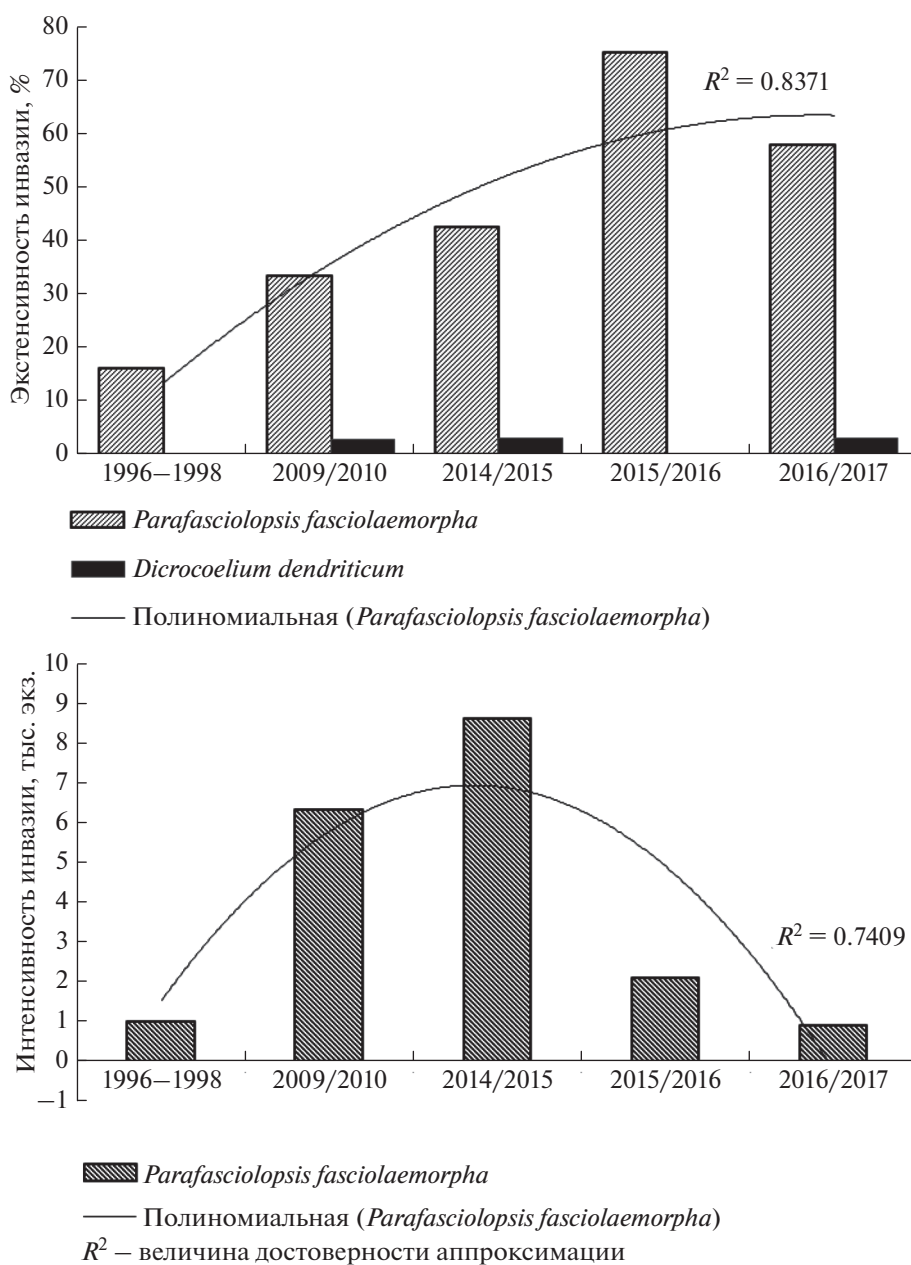 80
70
60
50
40
30
20
10
0
Экстенсивность инвазии, %
R² = 0.8371
1996–1998 2009/2010 2014/2015 2015/2016 2016/2017
Parafasciolopsis fasciolaemorpha
Dicrocoelium dendriticum
Полиномиальная (Parafasciolopsis fasciolaemorpha)
10
9
8
7
6
5
4
3
2
1
0
–1
Интенсивность инвазии, тыс. экз.
R² = 0.7409
1996–1998 2009/2010 2014/2015 2015/2016 2016/2017
Parafasciolopsis fasciolaemorpha
Полиномиальная (Parafasciolopsis fasciolaemorpha)
R² – величина достоверности аппроксимации